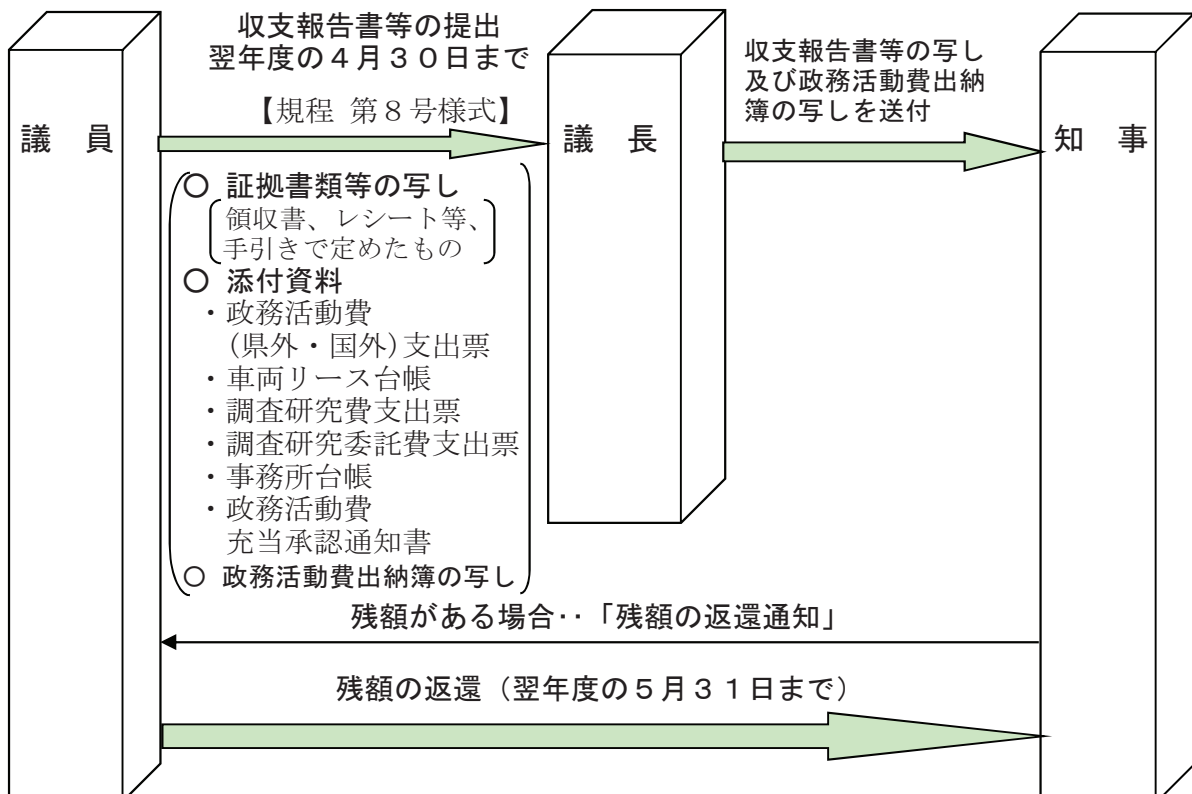 収支報告書等の提出
翌年度の4月30日まで
【規程 第8号様式】
議 員
議 長
知 事
収支報告書等の写し
及び政務活動費出納
簿の写しを送付
○ 証拠書類等の写し
領収書、レシート等、
手引きで定めたもの
○ 添付資料
・政務活動費
(県外・国外)支出票
・車両リース台帳
・調査研究費支出票
・調査研究委託費支出票
・事務所台帳
・政務活動費
充当承認通知書
○ 政務活動費出納簿の写し
残額がある場合‥「残額の返還通知」
残額の返還(翌年度の5月31日まで)